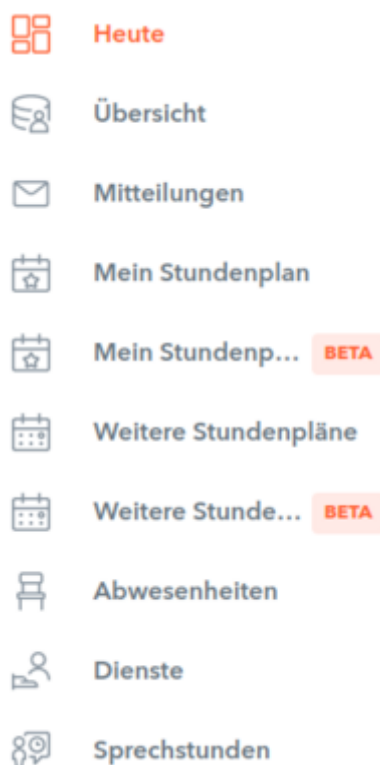 Heute
Übersicht
Mitteilungen
Mein Stundenplan
Mein Stundenp... BETA
Weitere Stundenpläne
Weitere Stunde... BETA
Abwesenheiten
Dienste
Sprechstunden